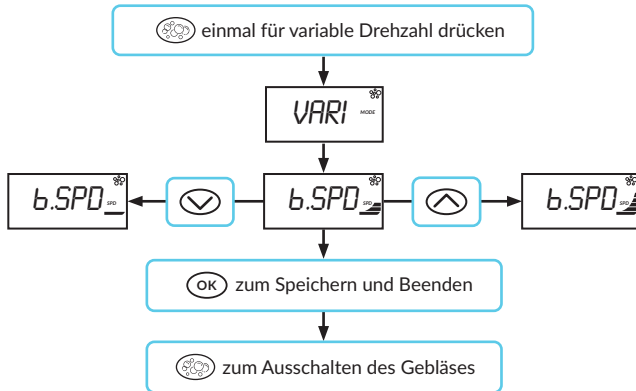 einmal für variable Drehzahl drücken
VARI MODE
b.SPD SPD
b.SPD SPD
b.SPD SPD
OK zum Speichern und Beenden
zum Ausschalten des Gebläses